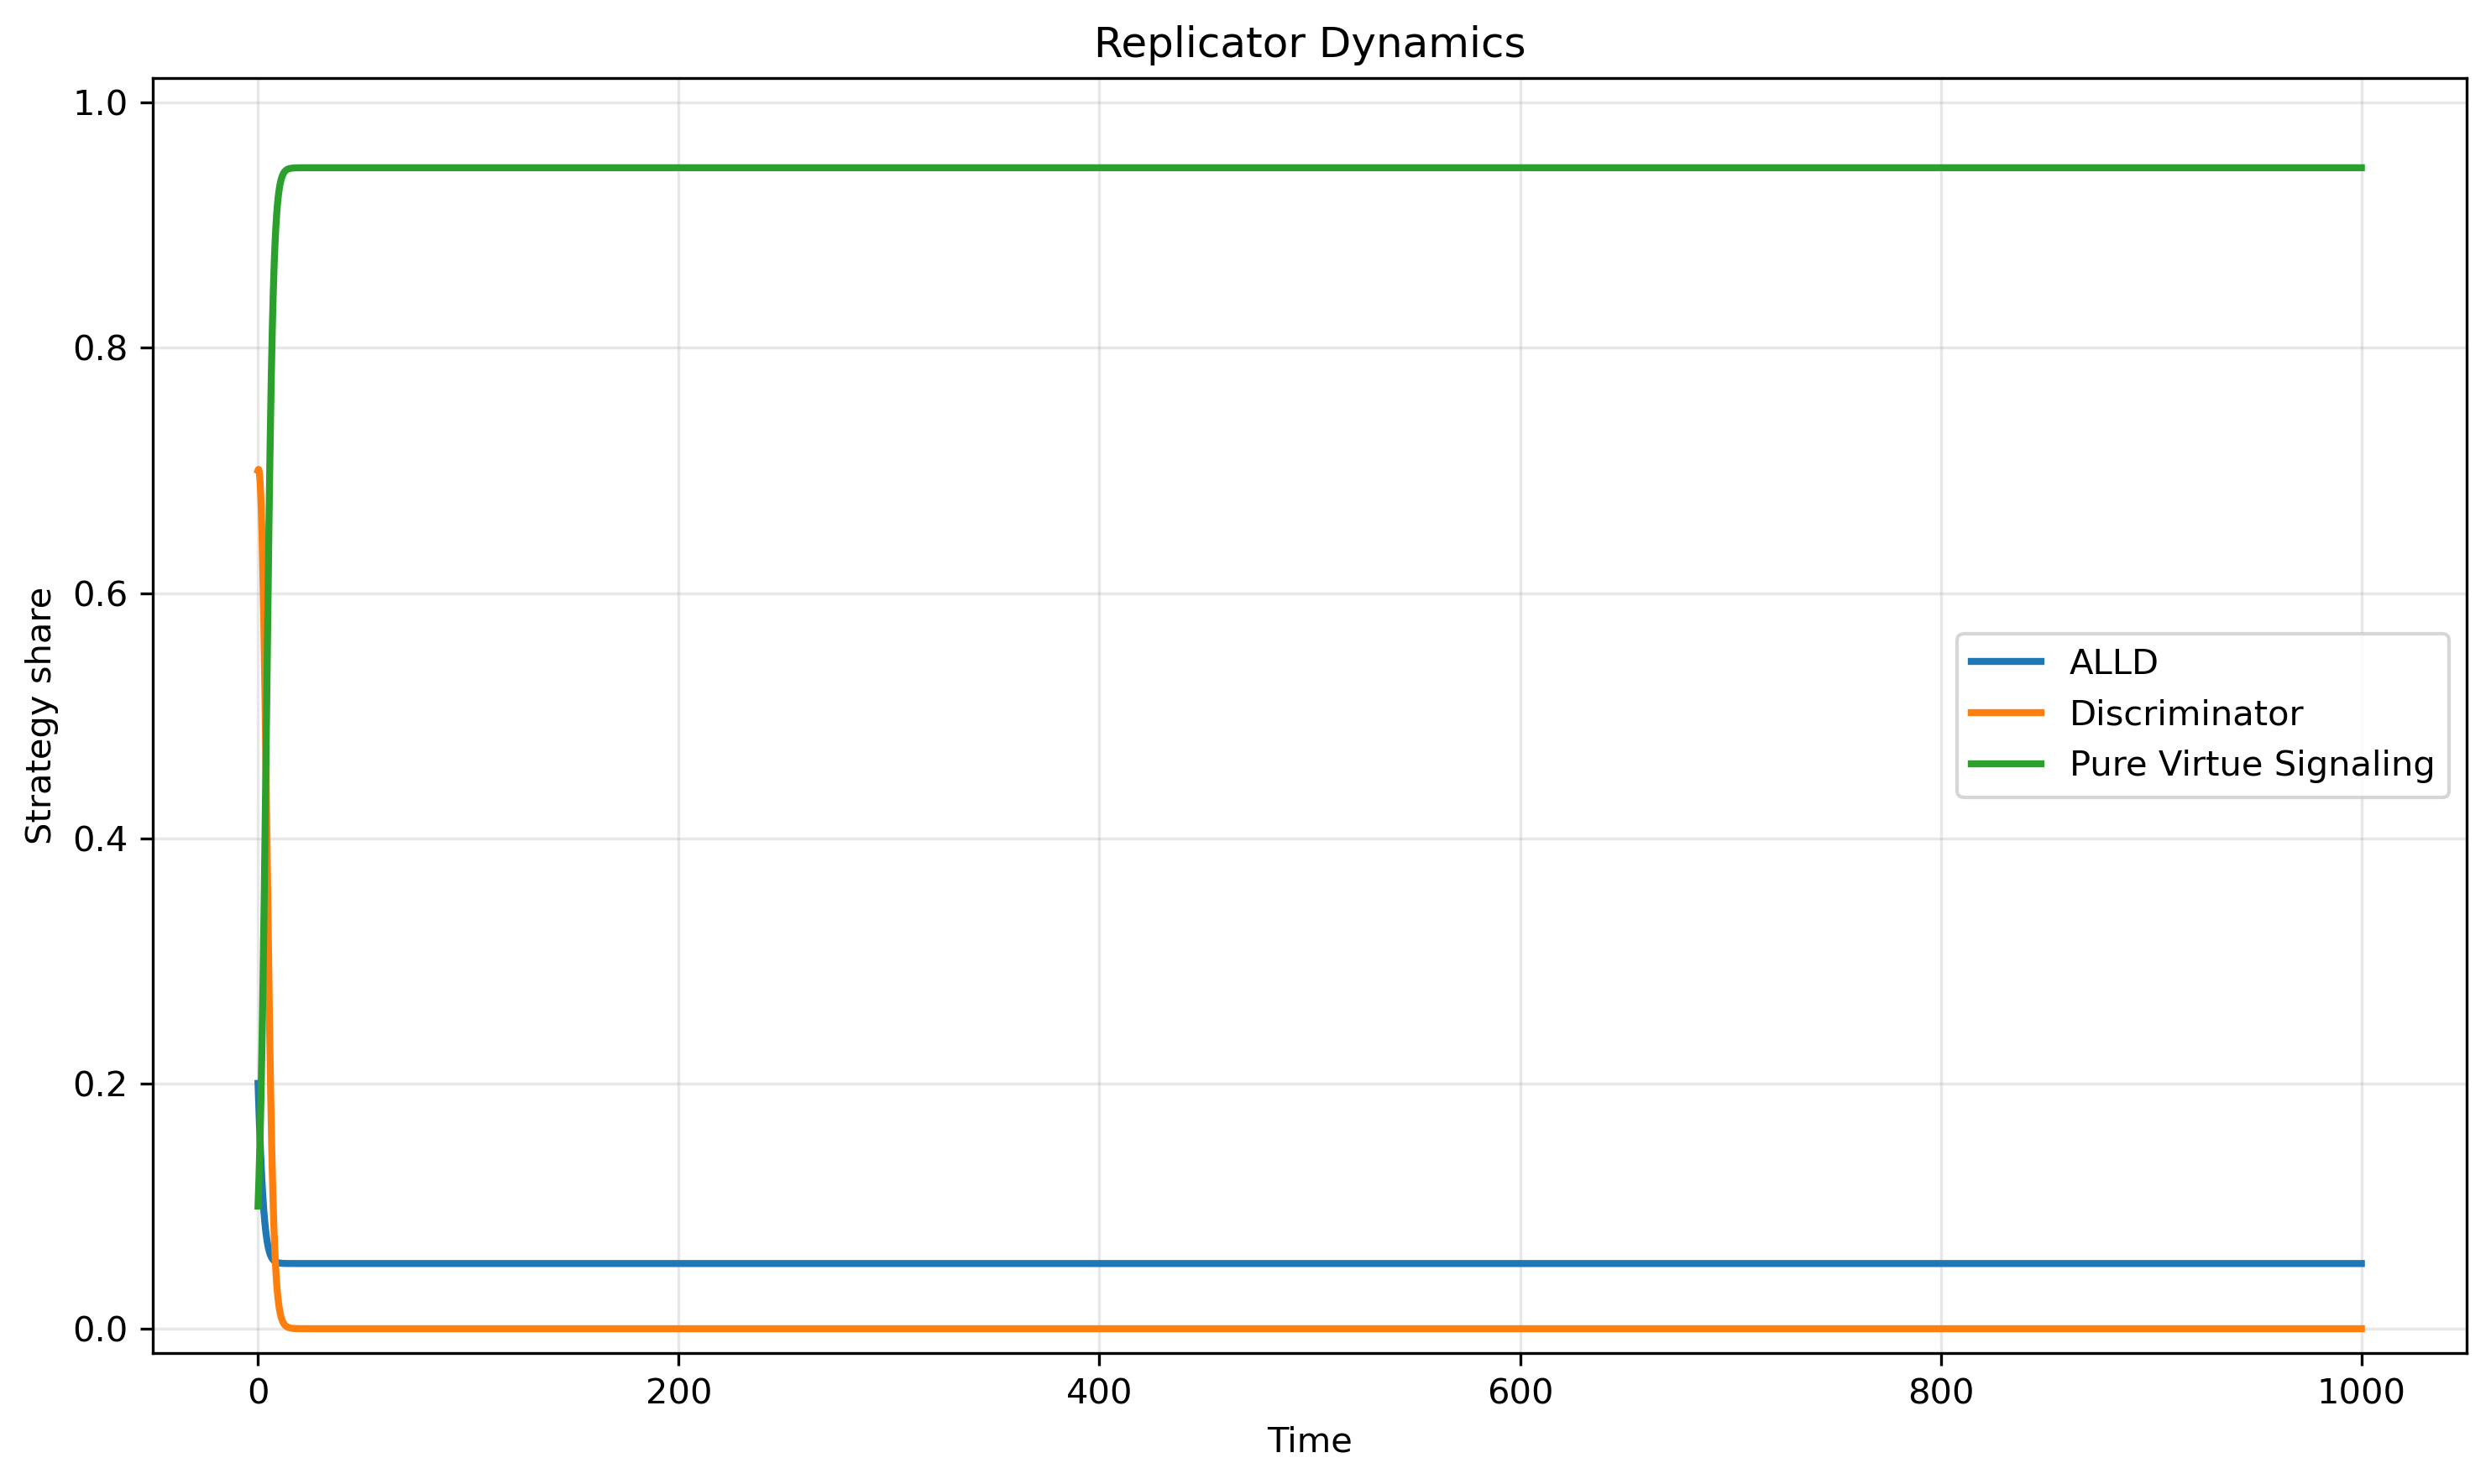 Replicator Dynamics
Strategy share
1.0
0.8
0.6
0.4
0.2
0.0
ALLD
Discriminator
Pure Virtue Signaling
0 200 400 600 800 1000
Time